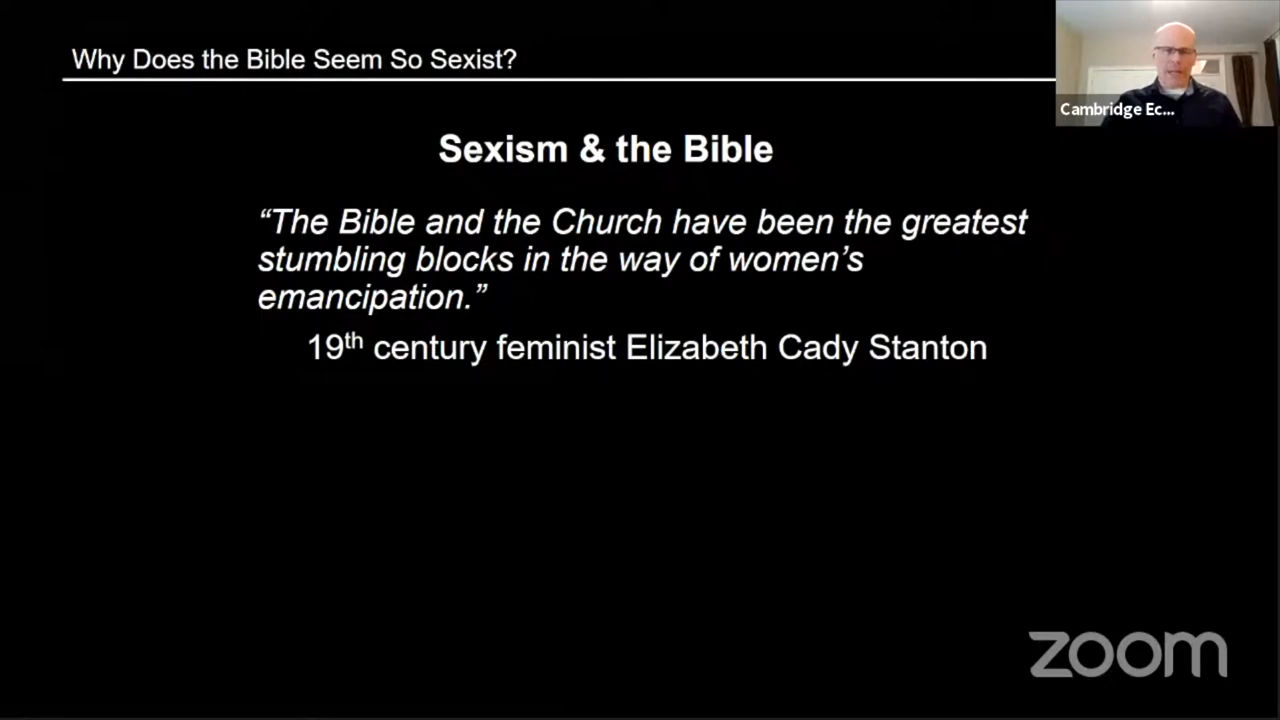 Why Does the Bible Seem So Sexist?
Cambridge Ec...
Sexism & the Bible
“The Bible and the Church have been the greatest
stumbling blocks in the way of women’s
emancipation.”
19th century feminist Elizabeth Cady Stanton
zoom